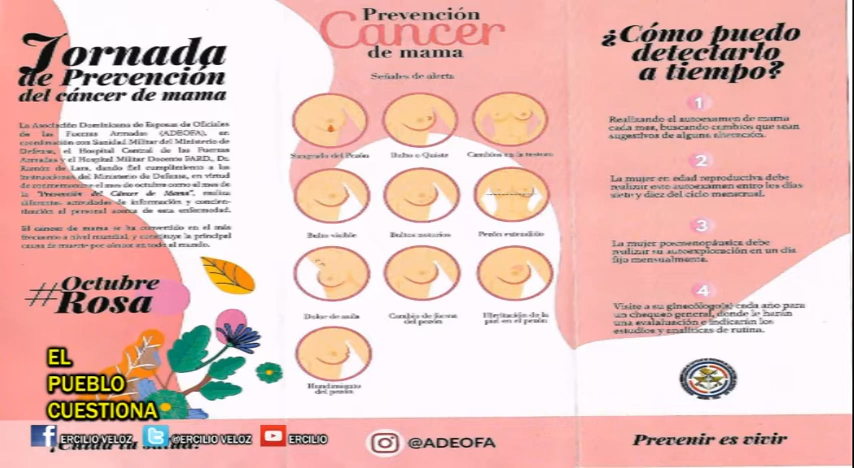 Jornada
de Prevención
del cáncer de mama
La Asociación Dominicana de Esposas de Oficiales
de las Fuerzas Armadas (ADEOFA), en
coordinación con Sanidad Militar del Ministerio de
Defensa, el Hospital Central de las Fuerzas
Armadas y el Hospital Militar Docente FARD, Dr.
Ramón de Lara, dando fiel cumplimiento a las
instrucciones del Ministerio de Defensa, en virtud
de conmemorarse el mes de octubre como el mes de
la "Prevención del Cáncer de Mama", realiza
diferentes actividades de información y concien-
tización al personal acerca de esta enfermedad.
El cáncer de mama se ha convertido en el más
frecuente a nivel mundial, y constituye la principal
causa de muerte por cáncer en todo el mundo.
#Octubre
Rosa
EL
PUEBLO
CUESTIONA
ERCILIO VELOZ
@ERCILIO VELOZ
ERCILIO
¡Cuida tu salud!
Prevención
Cancer
de mama
Señales de alerta
Sangrado del Pezón
Bulto o Quiste
Cambios en la textura
Bulto visible
Bultos notorios
Pezón extendido
Dolor de axila
Cambio de forma
del pezón
Irritación de la
piel en el pezón
Hundimiento
del pezón
@ADEOFA
¿Cómo puedo
detectarlo
a tiempo?
1
Realizando el autoexamen de mama
cada mes, buscando cambios que sean
sugestivos de alguna alteración.
2
La mujer en edad reproductiva debe
realizar este autoexamen entre los días
siete y diez del ciclo menstrual.
3
La mujer posmenopáusica debe
realizar su autoexploración en un día
fijo mensualmente.
4
Visite a su ginecólogo(a) cada año para
un chequeo general, donde le harán
una evaluación e indicarán los
estudios y analíticas de rutina.
Prevenir es vivir